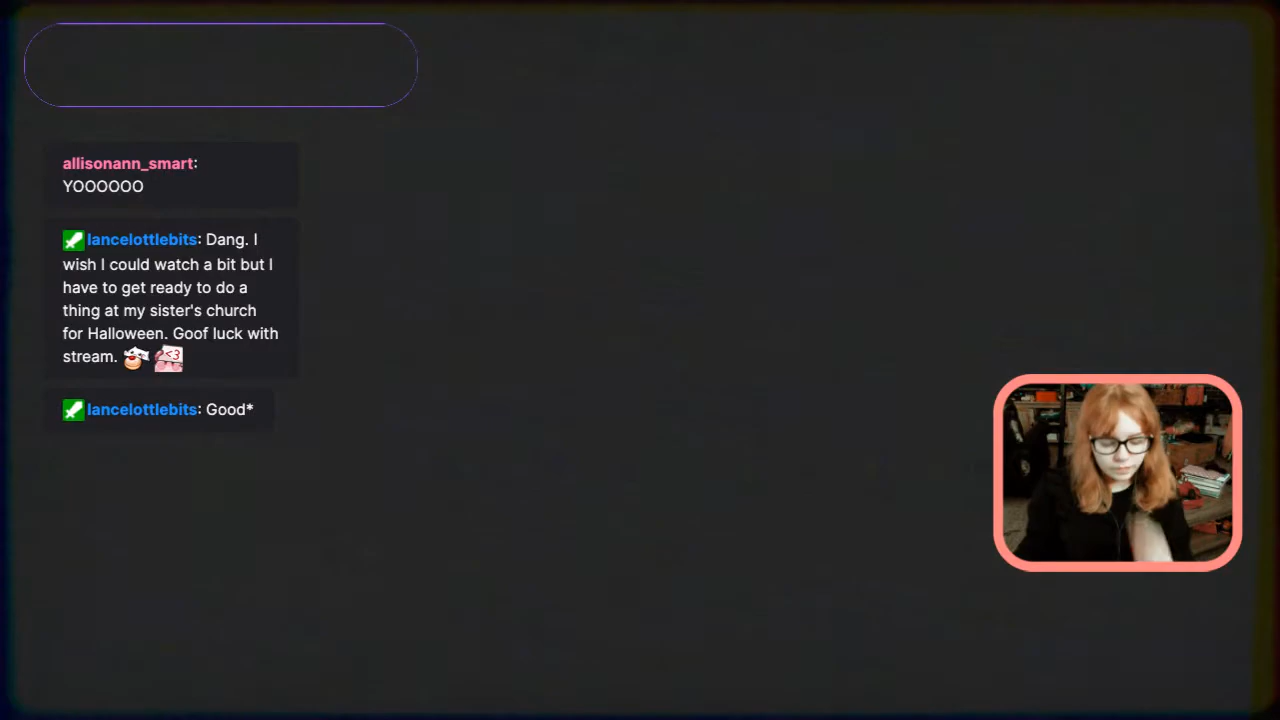 allisonann_smart:
YOOOOOO
lancelottlebits: Dang. I
wish I could watch a bit but I
have to get ready to do a
thing at my sister's church
for Halloween. Goof luck with
stream. <3
lancelottlebits: Good*